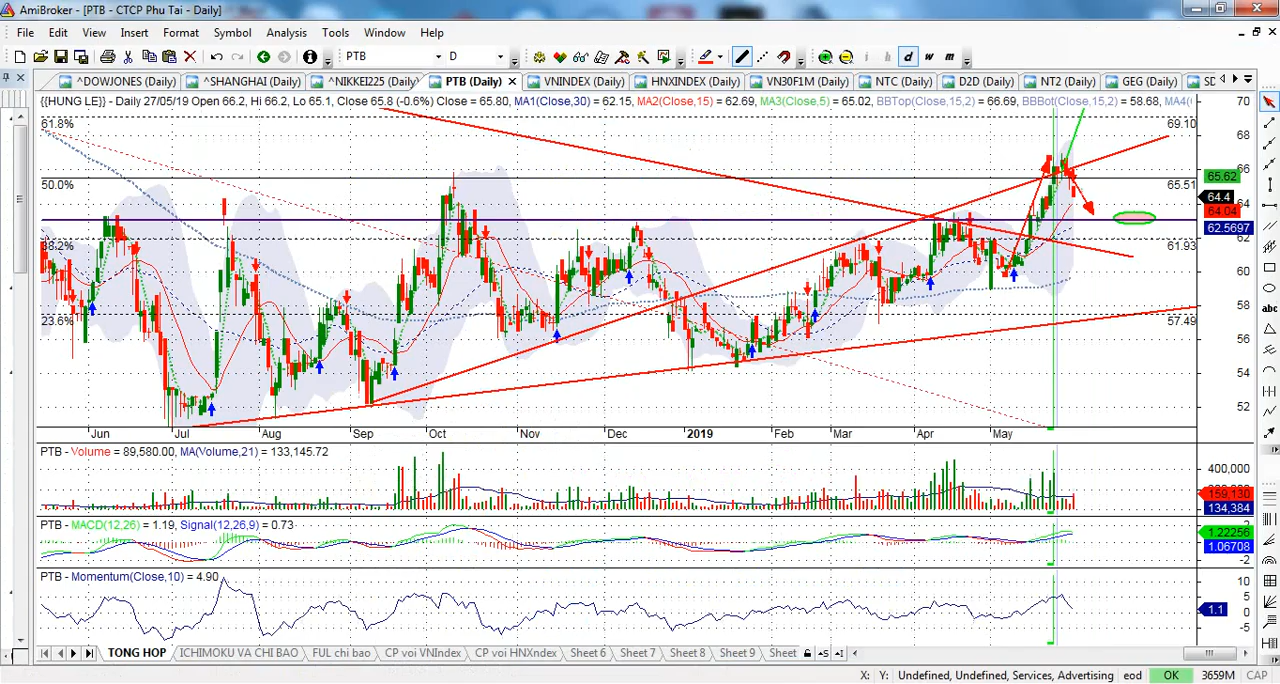 AmiBroker - [PTB - CTCP Phu Tai - Daily]
File Edit View Insert Format Symbol Analysis Tools Window Help
PTB D d w m
^DOWJONES (Daily) ^SHANGHAI (Daily) ^NIKKEI225 (Daily) PTB (Daily) VNINDEX (Daily) HNXINDEX (Daily) VN30F1M (Daily) NTC (Daily) D2D (Daily) NT2 (Daily) GEG (Daily) SD
{{HUNG LE}} - Daily 27/05/19 Open 66.2, Hi 66.2, Lo 65.1, Close 65.8 (-0.6%) Close = 65.80, MA1(Close,30) = 62.15, MA2(Close,15) = 62.69, MA3(Close,5) = 65.02, BBTop(Close,15,2) = 66.69, BBBot(Close,15,2) = 58.68, MA4(
70
61.8% 69.10
68
66
65.62
50.0% 65.51
64.4
64
64.04
62.5697
62
38.2% 61.93
abc
60
58
23.6% 57.49
56
54
52
Jun Jul Aug Sep Oct Nov Dec 2019 Feb Mar Apr May
PTB - Volume = 89,580.00, MA(Volume,21) = 133,145.72
400,000
159,130
134,384
PTB - MACD(12,26) = 1.19, Signal(12,26,9) = 0.73
2
1.22256
1.06708
-2
PTB - Momentum(Close,10) = 4.90
10
5
1.1
0
-5
TONG HOP ICHIMOKU VA CHI BAO FUL chi bao CP voi VNIndex CP voi HNXndex Sheet 6 Sheet 7 Sheet 8 Sheet 9 Sheet
X: Y: Undefined, Undefined, Services, Advertising eod OK 3659M CAP